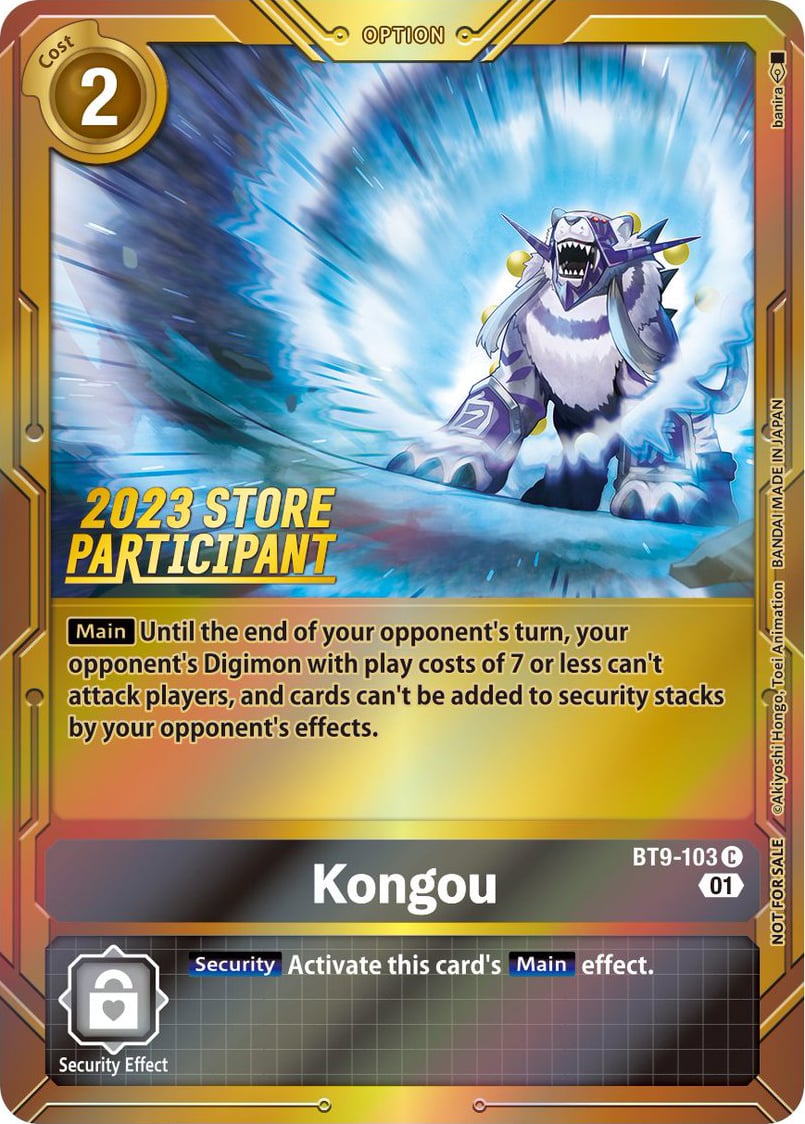 OPTION
Cost
2
banira
2023 STORE
PARTICIPANT
Main Until the end of your opponent's turn, your
opponent's Digimon with play costs of 7 or less can't
attack players, and cards can't be added to security stacks
by your opponent's effects.
©Akiyoshi Hongo, Toei Animation BANDAI MADE IN JAPAN
NOT FOR SALE
BT9-103 C
Kongou
01
Security Activate this card's Main effect.
Security Effect